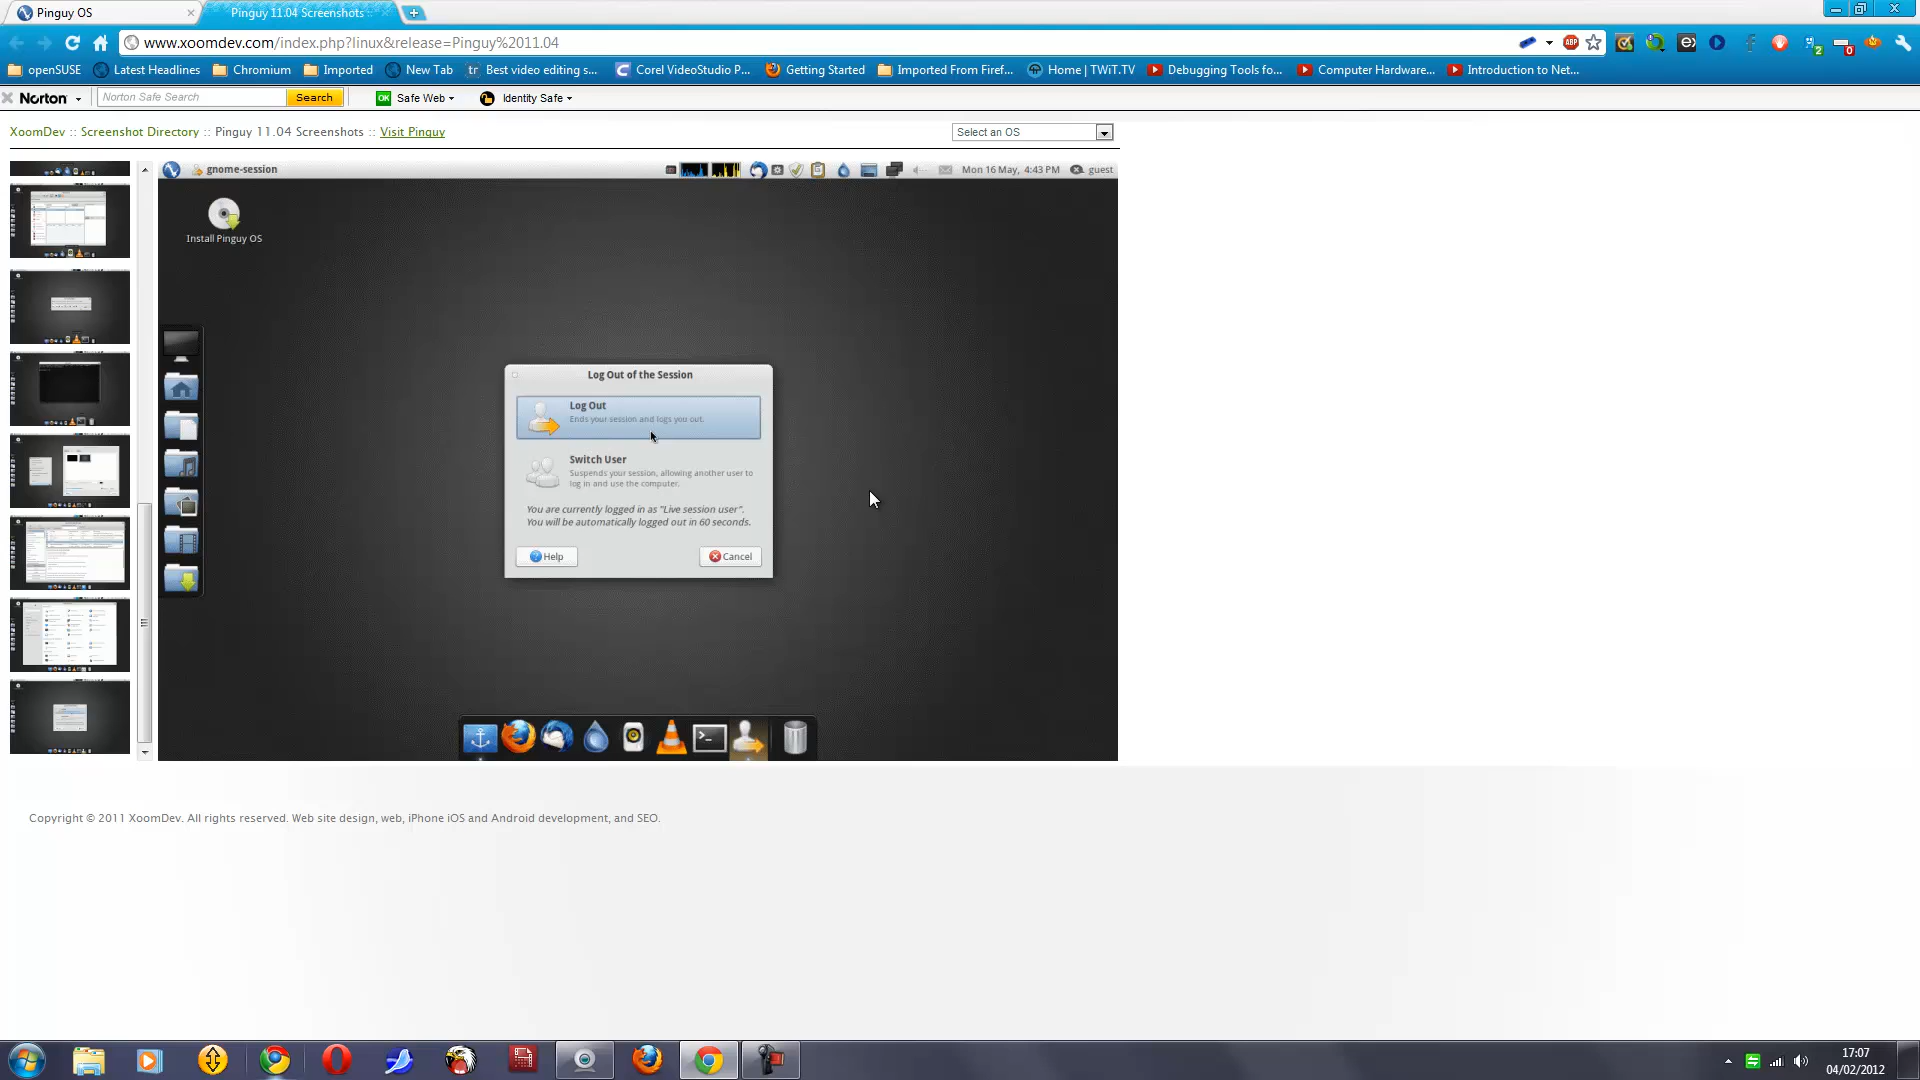 Pinguy OS
Pinguy 11.04 Screenshots
www.xoomdev.com/index.php?linux&release=Pinguy%2011.04
ABP
2
0
openSUSE
Latest Headlines
Chromium
Imported
New Tab
Best video editing s...
Corel VideoStudio P...
Getting Started
Imported From Firef...
Home | TWiT.TV
Debugging Tools fo...
Computer Hardware...
Introduction to Net...
Norton
Norton Safe Search
Search
OK
Safe Web
Identity Safe
XoomDev :: Screenshot Directory :: Pinguy 11.04 Screenshots :: Visit Pinguy
Select an OS
gnome-session
Mon 16 May, 4:43 PM
guest
Install Pinguy OS
Log Out of the Session
Log Out
Ends your session and logs you out.
Switch User
Suspends your session, allowing another user to
log in and use the computer.
You are currently logged in as "Live session user".
You will be automatically logged out in 60 seconds.
Help
Cancel
Copyright © 2011 XoomDev. All rights reserved. Web site design, web, iPhone iOS and Android development, and SEO.
17:07
04/02/2012